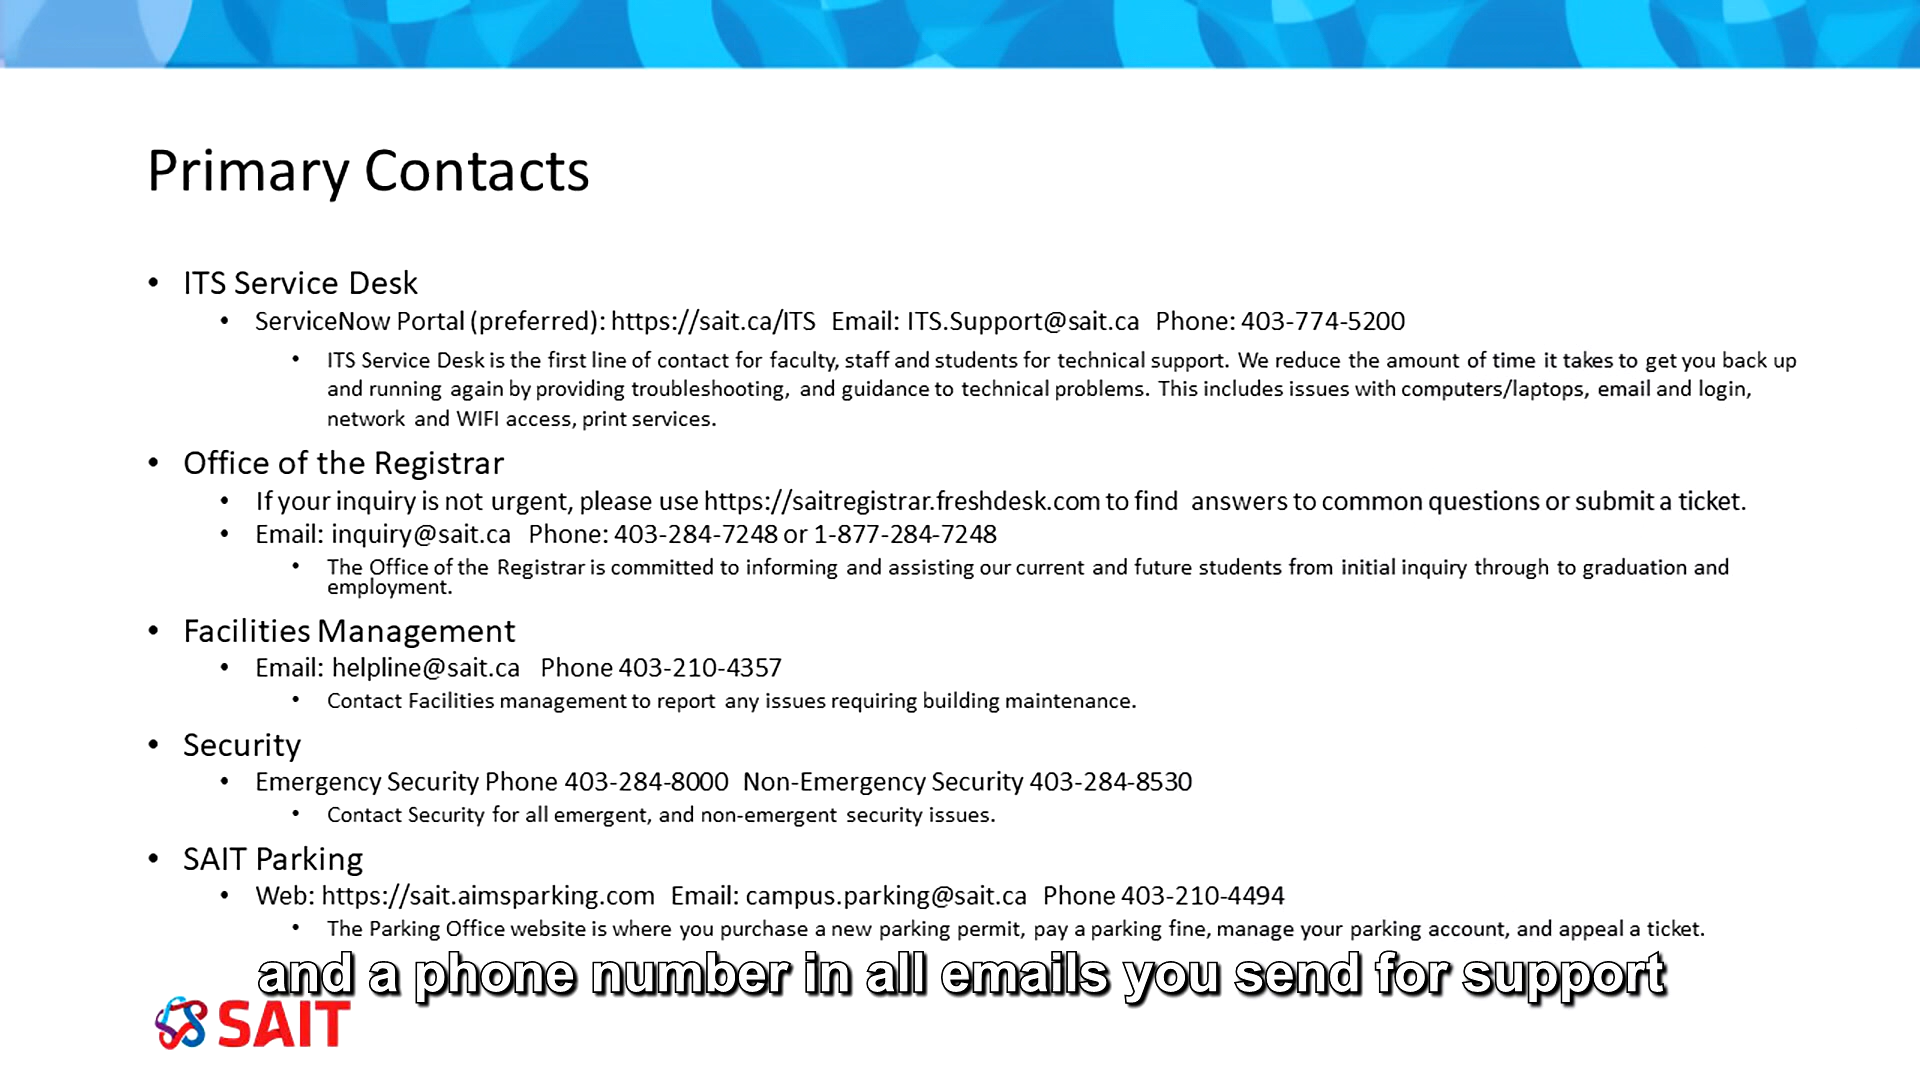 Primary Contacts
• ITS Service Desk
• ServiceNow Portal (preferred): https://sait.ca/ITS Email: ITS.Support@sait.ca Phone: 403-774-5200
• ITS Service Desk is the first line of contact for faculty, staff and students for technical support. We reduce the amount of time it takes to get you back up
and running again by providing troubleshooting, and guidance to technical problems. This includes issues with computers/laptops, email and login,
network and WIFI access, print services.
• Office of the Registrar
• If your inquiry is not urgent, please use https://saitregistrar.freshdesk.com to find answers to common questions or submit a ticket.
• Email: inquiry@sait.ca Phone: 403-284-7248 or 1-877-284-7248
• The Office of the Registrar is committed to informing and assisting our current and future students from initial inquiry through to graduation and
employment.
• Facilities Management
• Email: helpline@sait.ca Phone 403-210-4357
• Contact Facilities management to report any issues requiring building maintenance.
• Security
• Emergency Security Phone 403-284-8000 Non-Emergency Security 403-284-8530
• Contact Security for all emergent, and non-emergent security issues.
• SAIT Parking
• Web: https://sait.aimsparking.com Email: campus.parking@sait.ca Phone 403-210-4494
• The Parking Office website is where you purchase a new parking permit, pay a parking fine, manage your parking account, and appeal a ticket.
and a phone number in all emails you send for support
SAIT